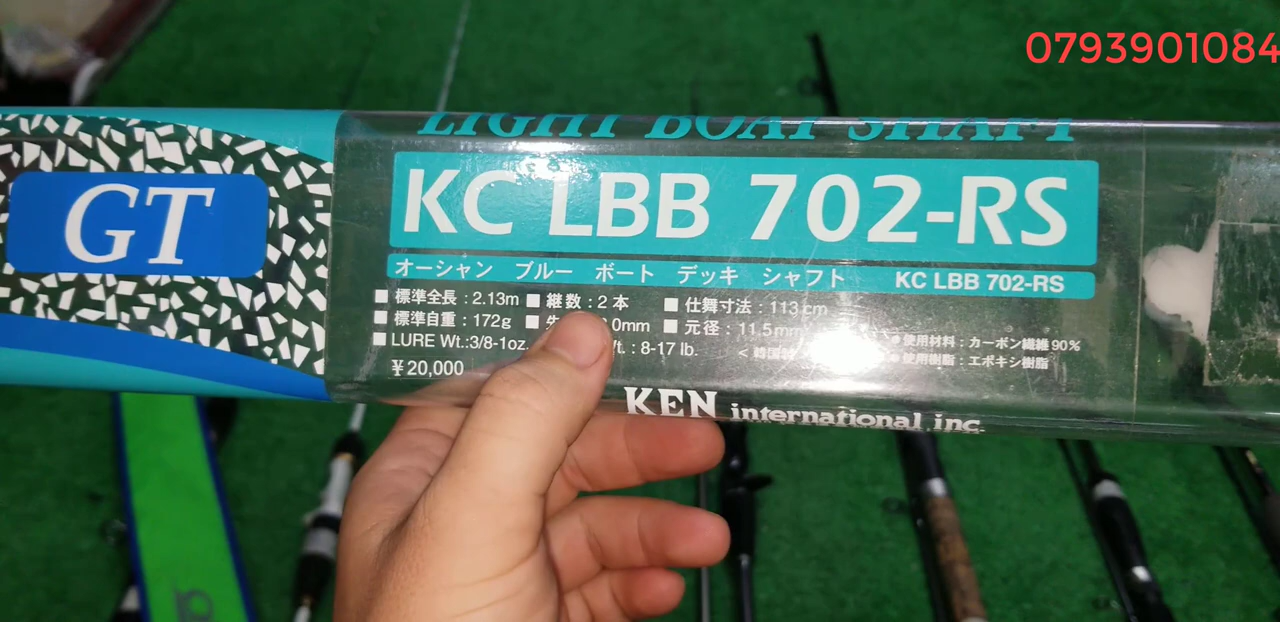 0793901084
LIGHT BOAT SHAFT
GT
KC LBB 702-RS
オーシャン ブルー ボート デッキ シャフト KC LBB 702-RS
■ 標準全長 : 2.13m ■ 継数 : 2 本 ■ 仕舞寸法 : 113cm
■ 標準自重 : 172g ■ 0mm ■ 元径 : 11.5mm
■ LURE Wt.:3/8-1oz. : 8-17 lb.
●使用材料 : カーボン繊維 90%
●使用樹脂 : エポキシ樹脂
¥20,000
KEN international inc.